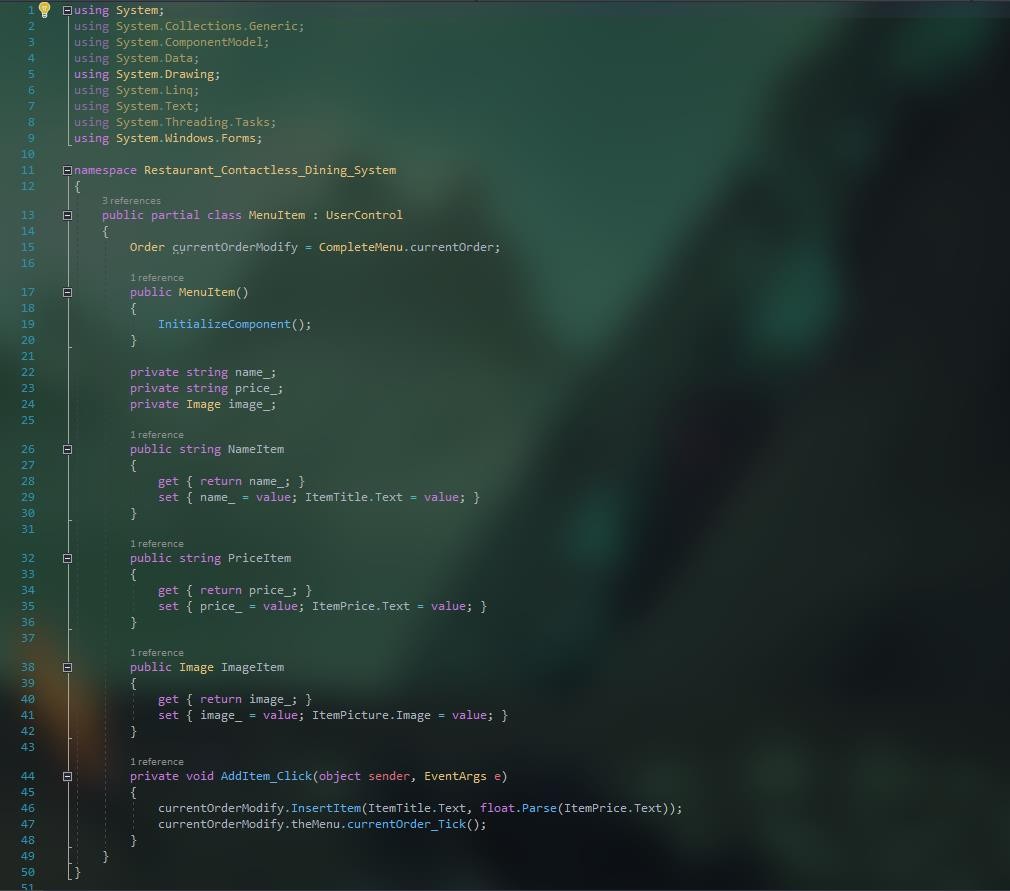 1 using System;
2 using System.Collections.Generic;
3 using System.ComponentModel;
4 using System.Data;
5 using System.Drawing;
6 using System.Linq;
7 using System.Text;
8 using System.Threading.Tasks;
9 using System.Windows.Forms;
10
11 namespace Restaurant_Contactless_Dining_System
12 {
3 references
13 public partial class MenuItem : UserControl
14 {
15 Order currentOrderModify = CompleteMenu.currentOrder;
16
1 reference
17 public MenuItem()
18 {
19 InitializeComponent();
20 }
21
22 private string name_;
23 private string price_;
24 private Image image_;
25
1 reference
26 public string NameItem
27 {
28 get { return name_; }
29 set { name_ = value; ItemTitle.Text = value; }
30 }
31
1 reference
32 public string PriceItem
33 {
34 get { return price_; }
35 set { price_ = value; ItemPrice.Text = value; }
36 }
37
1 reference
38 public Image ImageItem
39 {
40 get { return image_; }
41 set { image_ = value; ItemPicture.Image = value; }
42 }
43
1 reference
44 private void AddItem_Click(object sender, EventArgs e)
45 {
46 currentOrderModify.InsertItem(ItemTitle.Text, float.Parse(ItemPrice.Text));
47 currentOrderModify.theMenu.currentOrder_Tick();
48 }
49 }
50 }
51